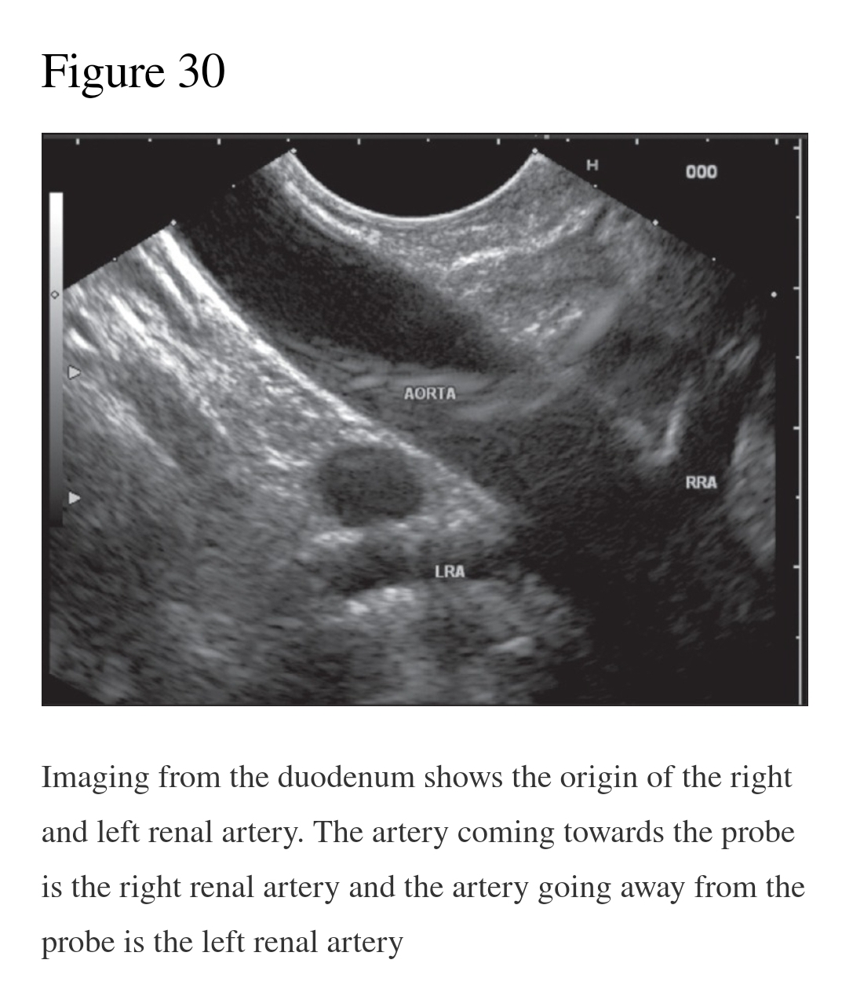 Figure 30
H
000
AORTA
RRA
LRA
Imaging from the duodenum shows the origin of the right
and left renal artery. The artery coming towards the probe
is the right renal artery and the artery going away from the
probe is the left renal artery